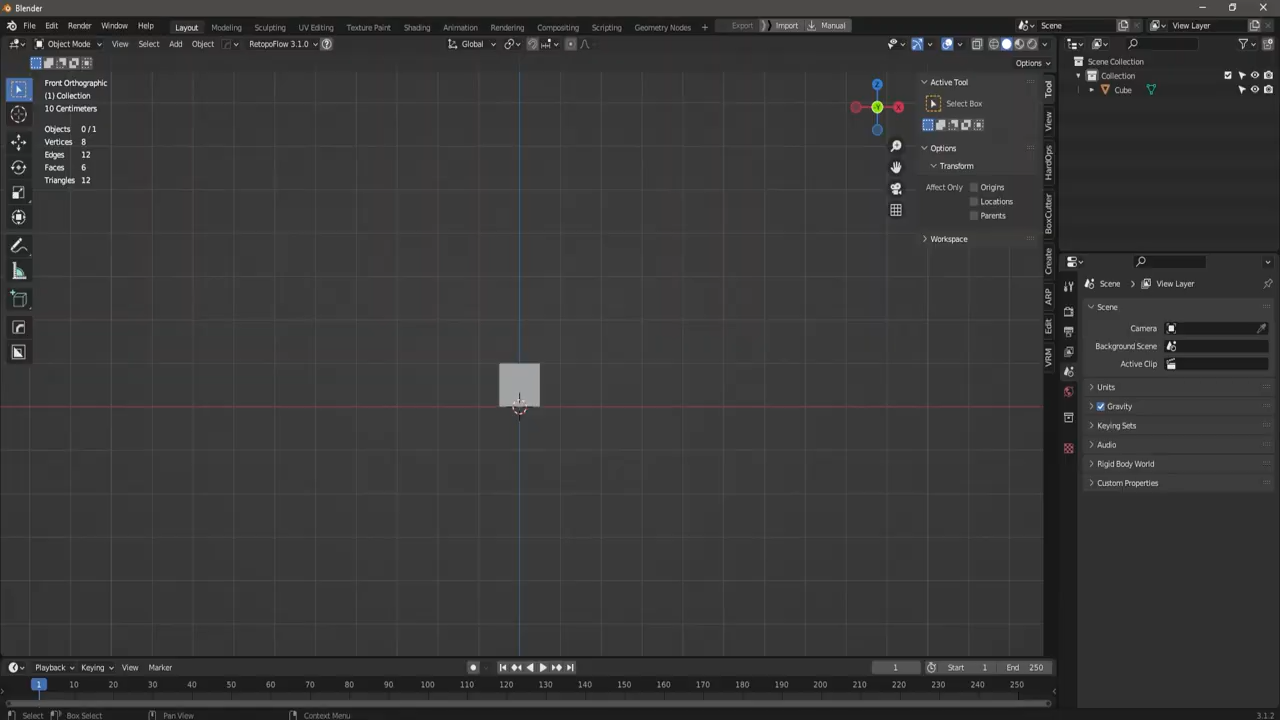 Blender
File Edit Render Window Help Layout Modeling Sculpting UV Editing Texture Paint Shading Animation Rendering Compositing Scripting Geometry Nodes + Export Import Manual Scene View Layer
Object Mode View Select Add Object RetopoFlow 3.1.0 Global
Options
Front Orthographic
(1) Collection
10 Centimeters
Objects 0/1
Vertices 8
Edges 12
Faces 6
Triangles 12
Z
Y
X
Active Tool
Select Box
Options
Transform
Affect Only Origins
Locations
Parents
Workspace
Tool
View
HardOps
BoxCutter
Create
ARP
Edit
VRM
Scene Collection
Collection
Cube
Scene View Layer
Scene
Camera
Background Scene
Active Clip
Units
Gravity
Keying Sets
Audio
Rigid Body World
Custom Properties
Playback Keying View Marker 1 Start 1 End 250
1 10 20 30 40 50 60 70 80 90 100 110 120 130 140 150 160 170 180 190 200 210 220 230 240 250
Select Box Select Pan View Context Menu 3.1.2